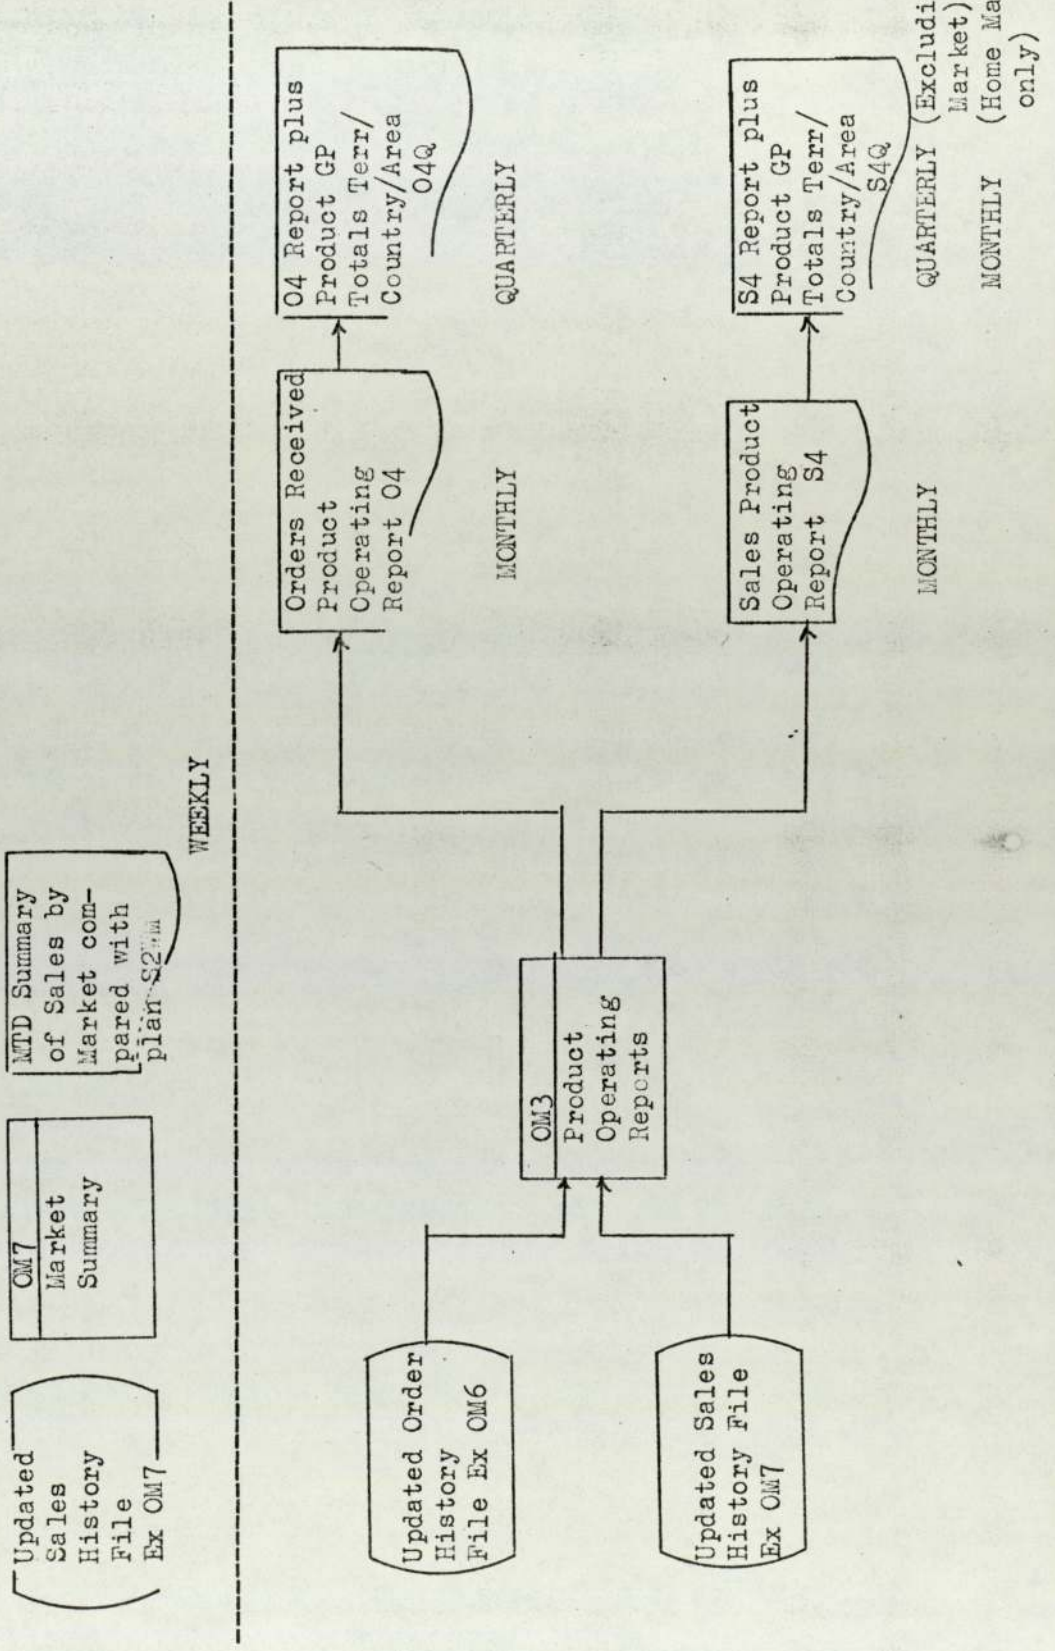 Updated
Sales
History
File
Ex OM7
OM7
Market
Summary
MTD Summary
of Sales by
Market com-
pared with
plan
WEEKLY
Updated Order
History
File Ex OM6
Updated Sales
History File
Ex OM7
OM3
Product
Operating
Reports
Orders Received
Product
Operating
Report O4
MONTHLY
O4 Report plus
Product GP
Totals Terr/
Country/Area
O4Q
QUARTERLY
Sales Product
Operating
Report S4
MONTHLY
S4 Report plus
Product GP
Totals Terr/
Country/Area
S4Q
QUARTERLY (Excludi
Market)
MONTHLY (Home Ma
only)